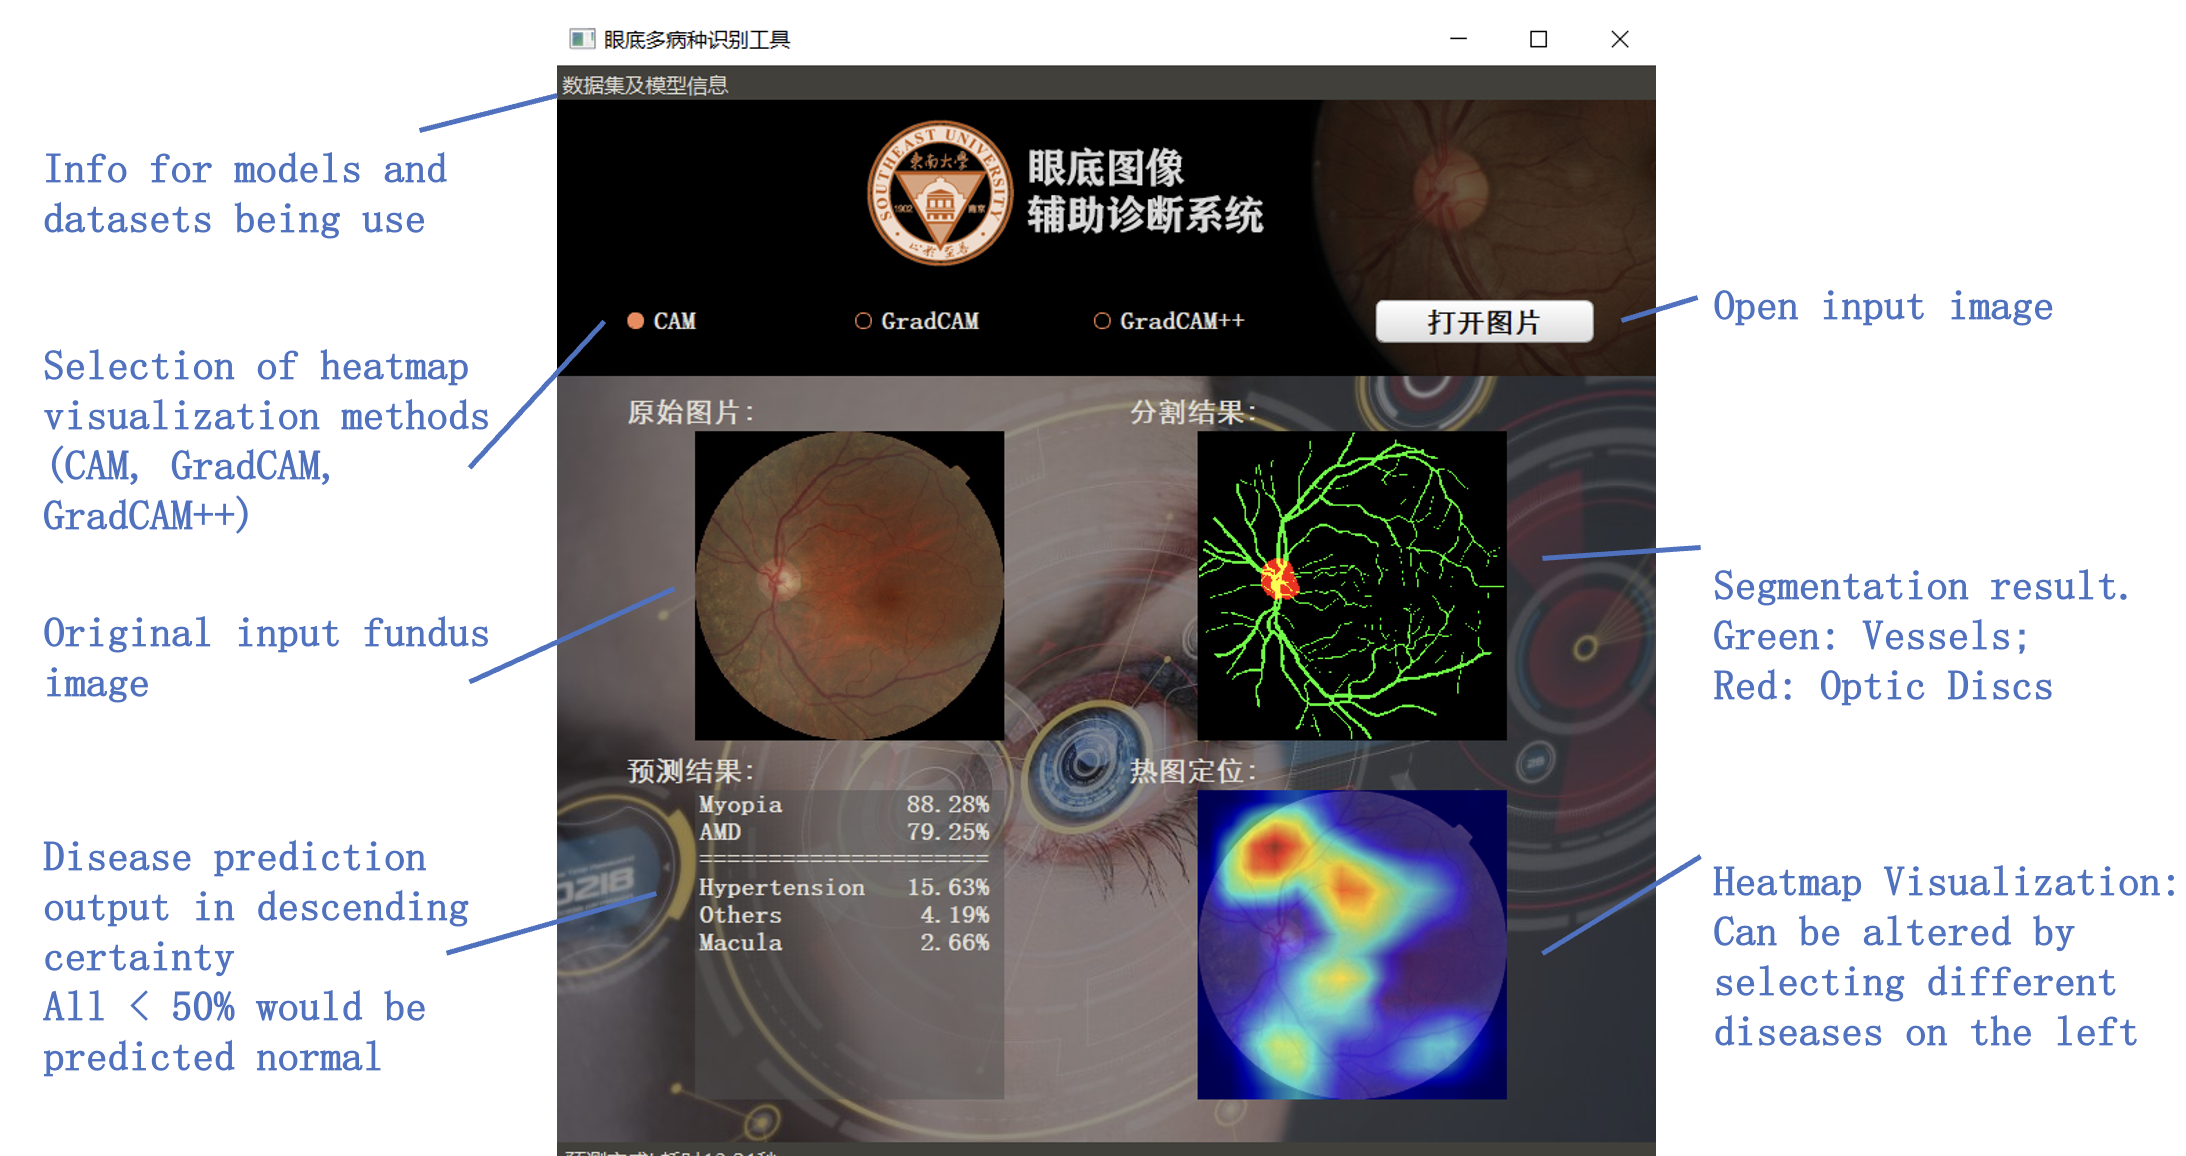 眼底多病种识别工具
数据集及模型信息
Info for models and
datasets being use
SOUTHEAST UNIVERSITY
東南大學
1902
南京
眼底图像
辅助诊断系统
CAM
GradCAM
GradCAM++
打开图片
Open input image
Selection of heatmap
visualization methods
(CAM, GradCAM,
GradCAM++)
原始图片:
分割结果:
Original input fundus
image
Segmentation result.
Green: Vessels;
Red: Optic Discs
预测结果:
热图定位:
Myopia 88.28%
AMD 79.25%
=====================
Hypertension 15.63%
Others 4.19%
Macula 2.66%
Disease prediction
output in descending
certainty
All < 50% would be
predicted normal
Heatmap Visualization:
Can be altered by
selecting different
diseases on the left